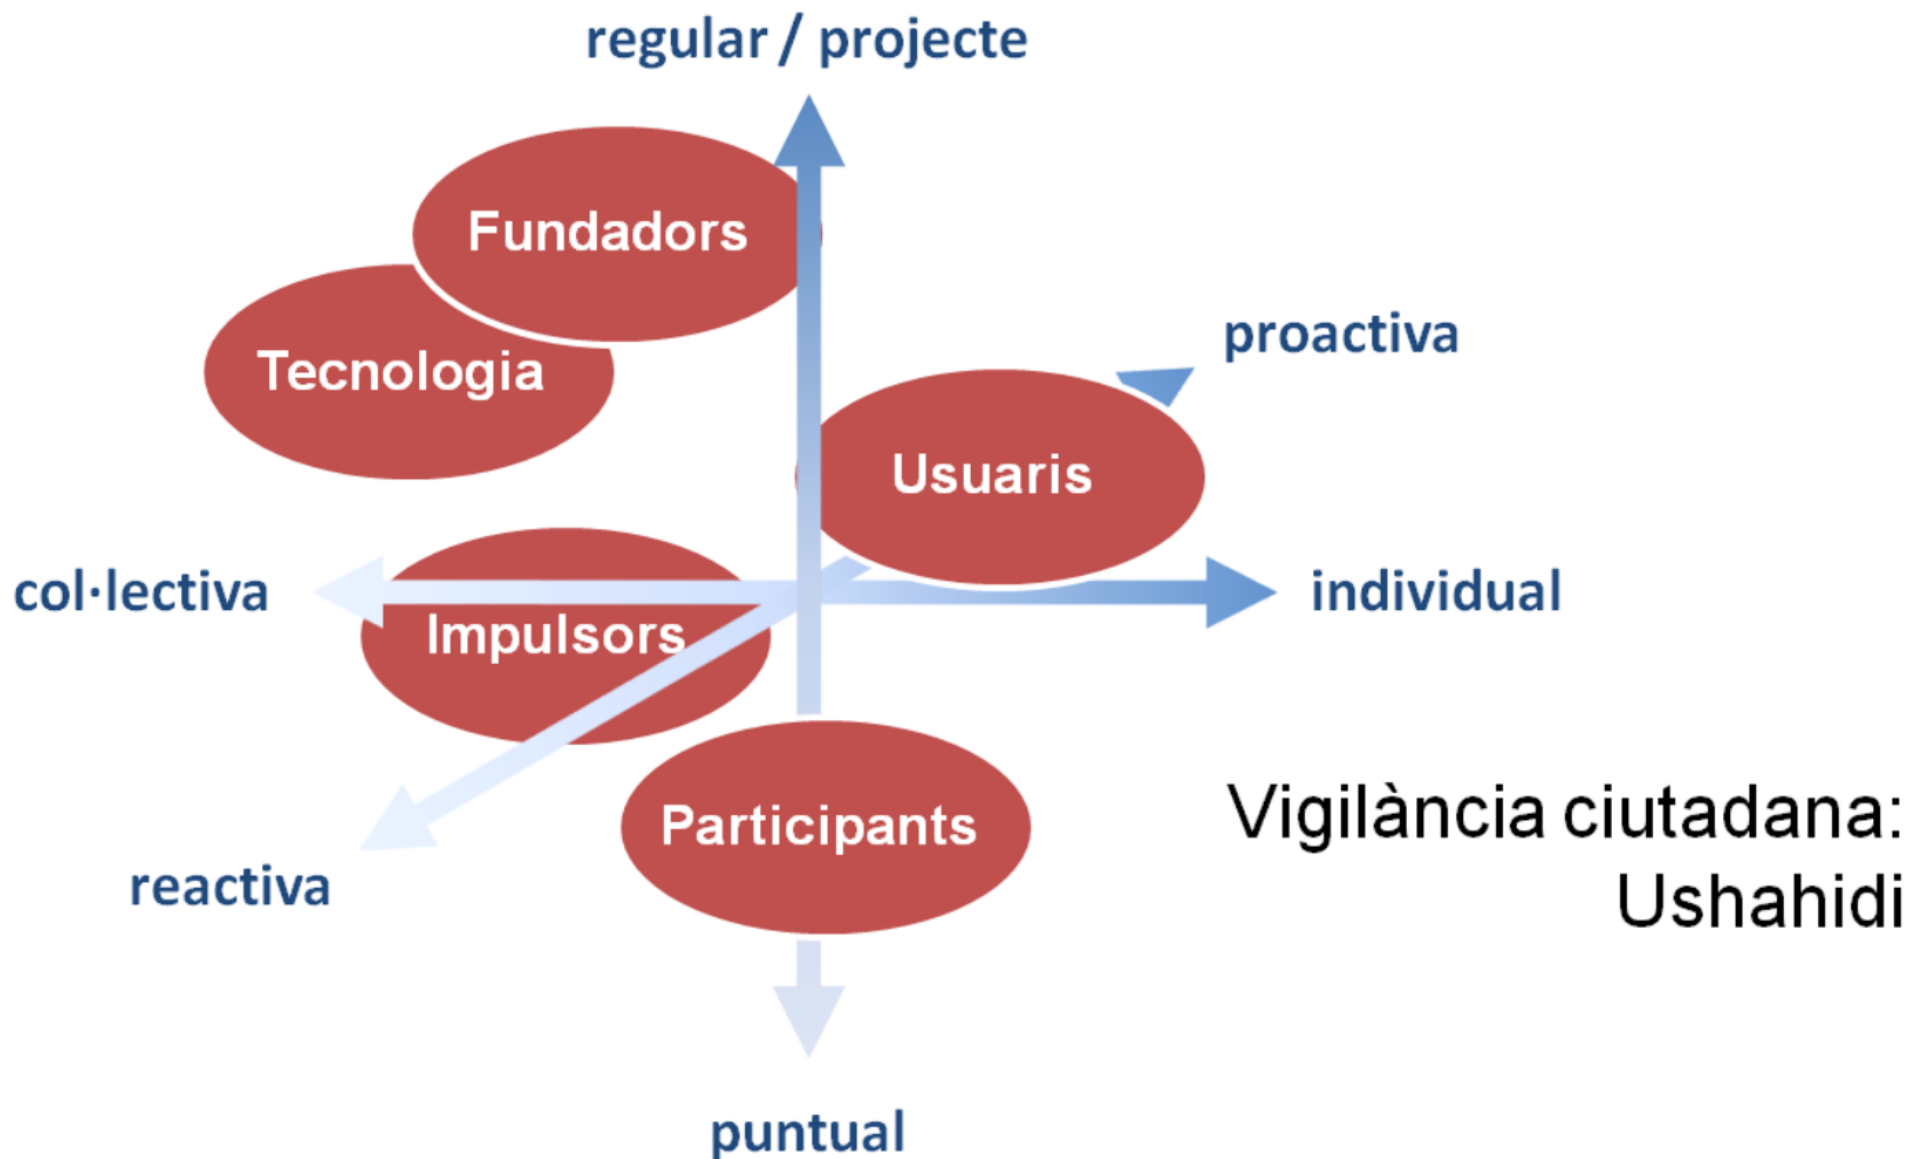 regular / projecte
Fundadors
proactiva
Tecnologia
Usuaris
col·lectiva
individual
Impulsors
Vigilància ciutadana:
Ushahidi
Participants
reactiva
puntual